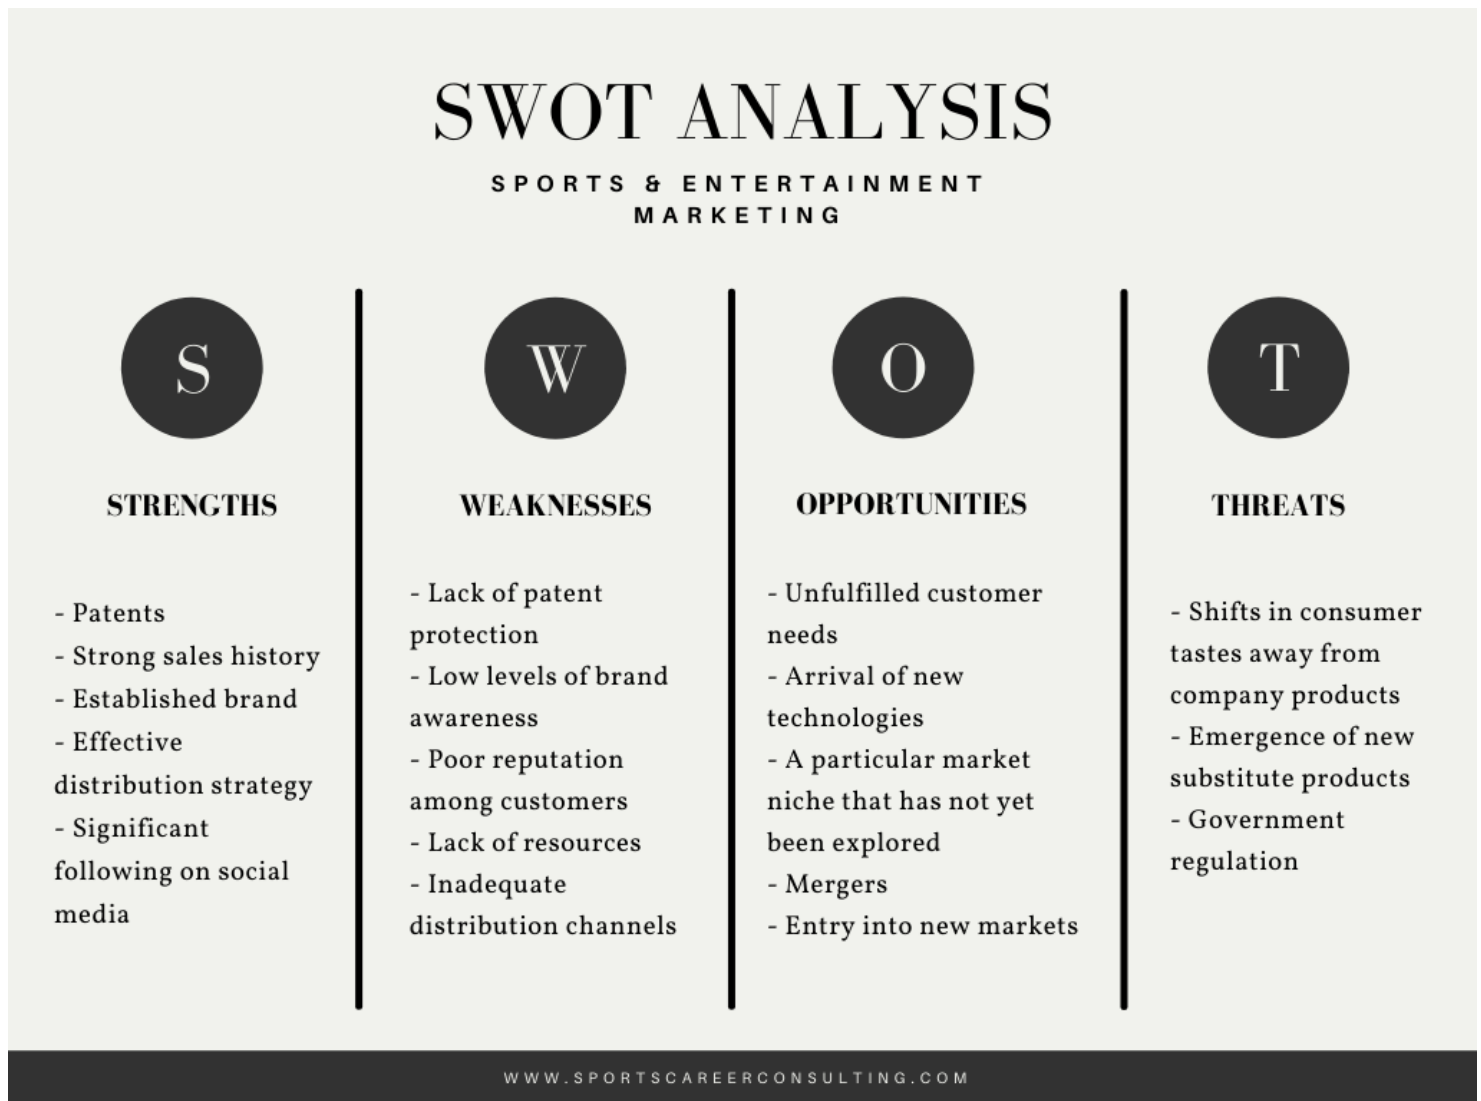 SWOT ANALYSIS
SPORTS & ENTERTAINMENT
MARKETING
S
STRENGTHS
- Patents
- Strong sales history
- Established brand
- Effective
distribution strategy
- Significant
following on social
media
W
WEAKNESSES
- Lack of patent
protection
- Low levels of brand
awareness
- Poor reputation
among customers
- Lack of resources
- Inadequate
distribution channels
O
OPPORTUNITIES
- Unfulfilled customer
needs
- Arrival of new
technologies
- A particular market
niche that has not yet
been explored
- Mergers
- Entry into new markets
T
THREATS
- Shifts in consumer
tastes away from
company products
- Emergence of new
substitute products
- Government
regulation
WWW.SPORTSCAREERCONSULTING.COM